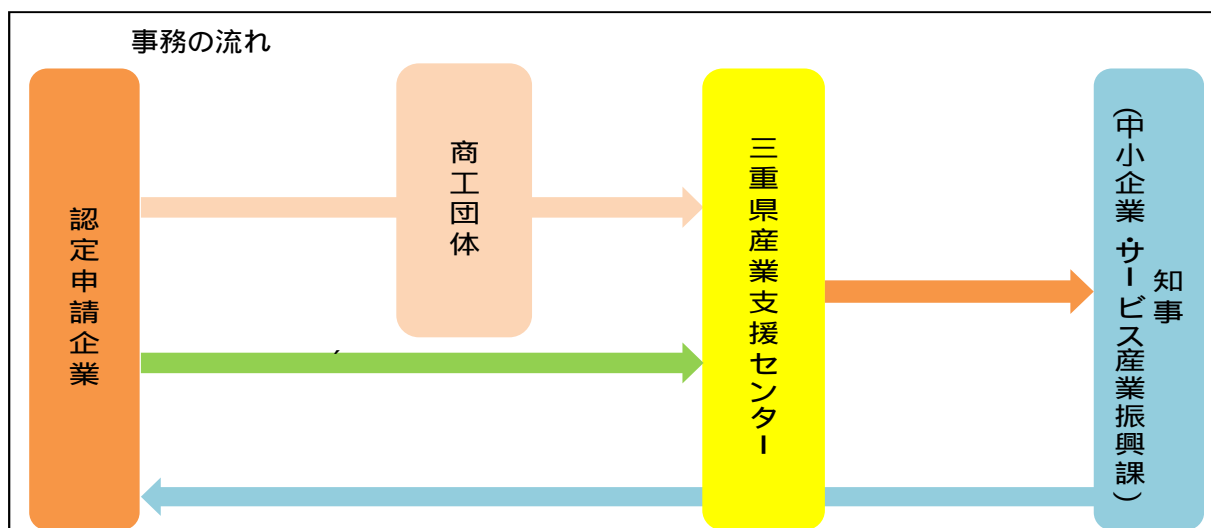 事務の流れ
認定申請企業
商工団体
三重県産業支援センター
知事
(中小企業・サービス産業振興課)